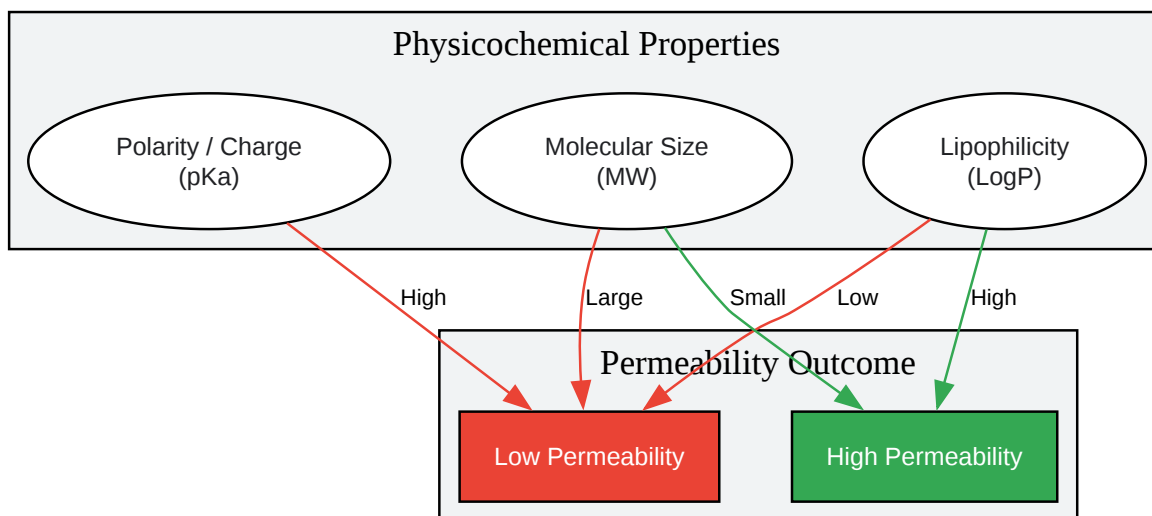 Physicochemical Properties
Polarity / Charge
(pKa)
Molecular Size
(MW)
Lipophilicity
(LogP)
High
Large
Small
Low
High
Permeability Outcome
Low Permeability
High Permeability